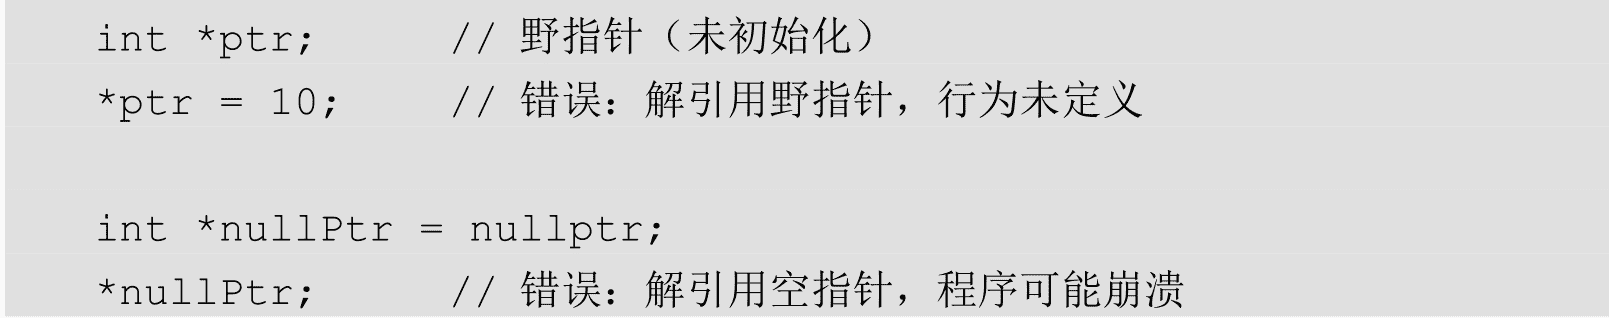 int *ptr;     // 野指针（未初始化）
*ptr = 10;    // 错误：解引用野指针，行为未定义
int *nullPtr = nullptr;
*nullPtr;     // 错误：解引用空指针，程序可能崩溃